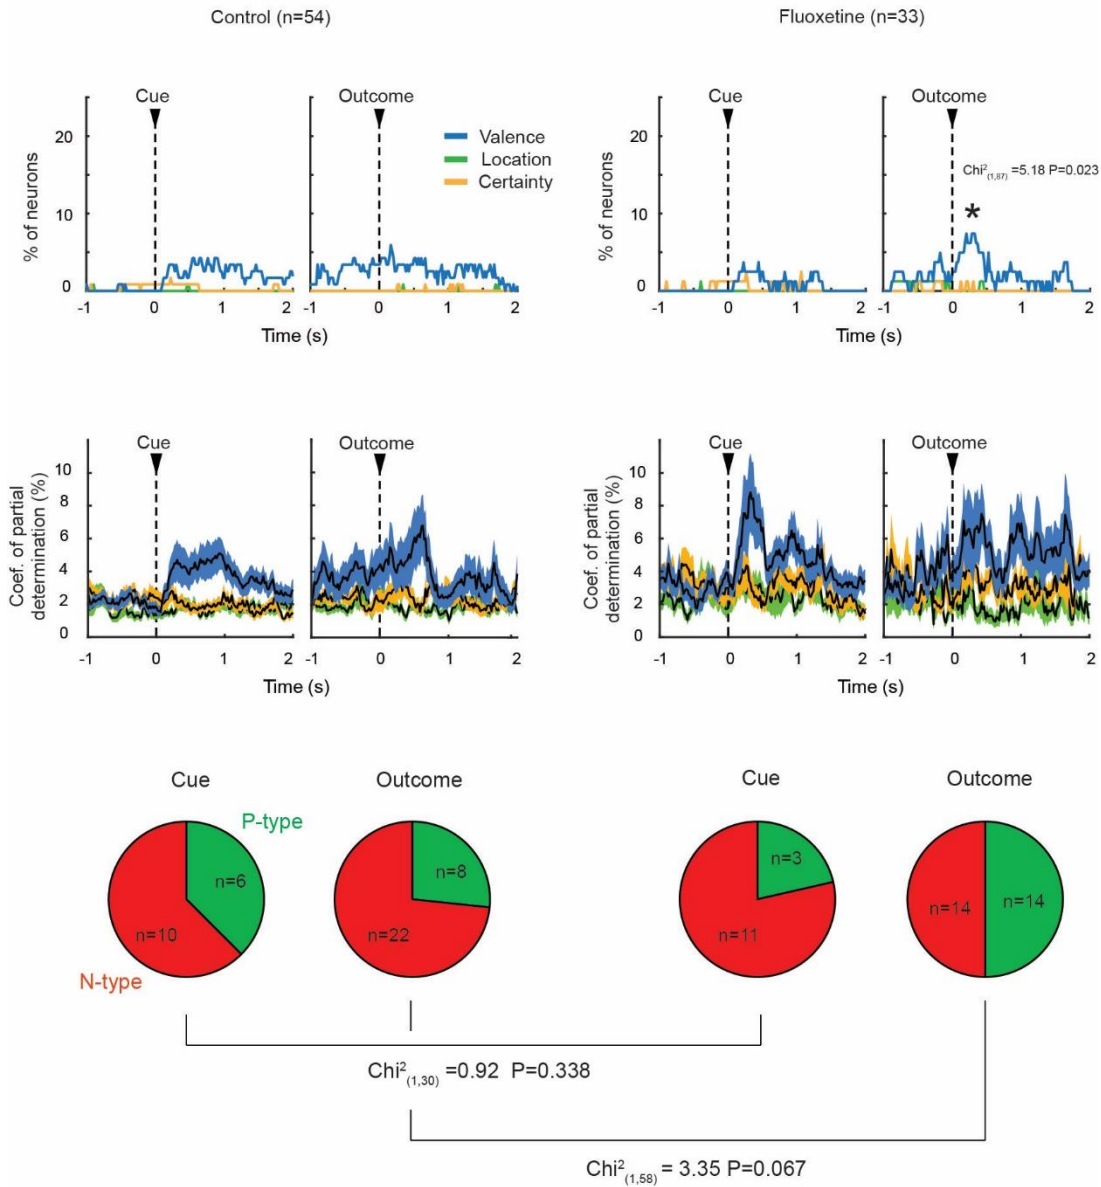 Control (n=54)
Fluoxetine (n=33)
Cue
Outcome
Cue
Outcome
Valence
Location
Certainty
Chi²(1,87) =5.18 P=0.023
*
% of neurons
20
10
0
-1 0 1 2
-1 0 1 2
Time (s)
% of neurons
20
10
0
-1 0 1 2
-1 0 1 2
Time (s)
Cue
Outcome
Cue
Outcome
Coef. of partial
determination (%)
10
8
6
4
2
0
-1 0 1 2
-1 0 1 2
Time (s)
Coef. of partial
determination (%)
10
8
6
4
2
0
-1 0 1 2
-1 0 1 2
Time (s)
Cue
Outcome
Cue
Outcome
P-type
n=6
n=10
N-type
n=8
n=22
n=3
n=11
n=14
n=14
Chi²(1,30) =0.92 P=0.338
Chi²(1,58) = 3.35 P=0.067